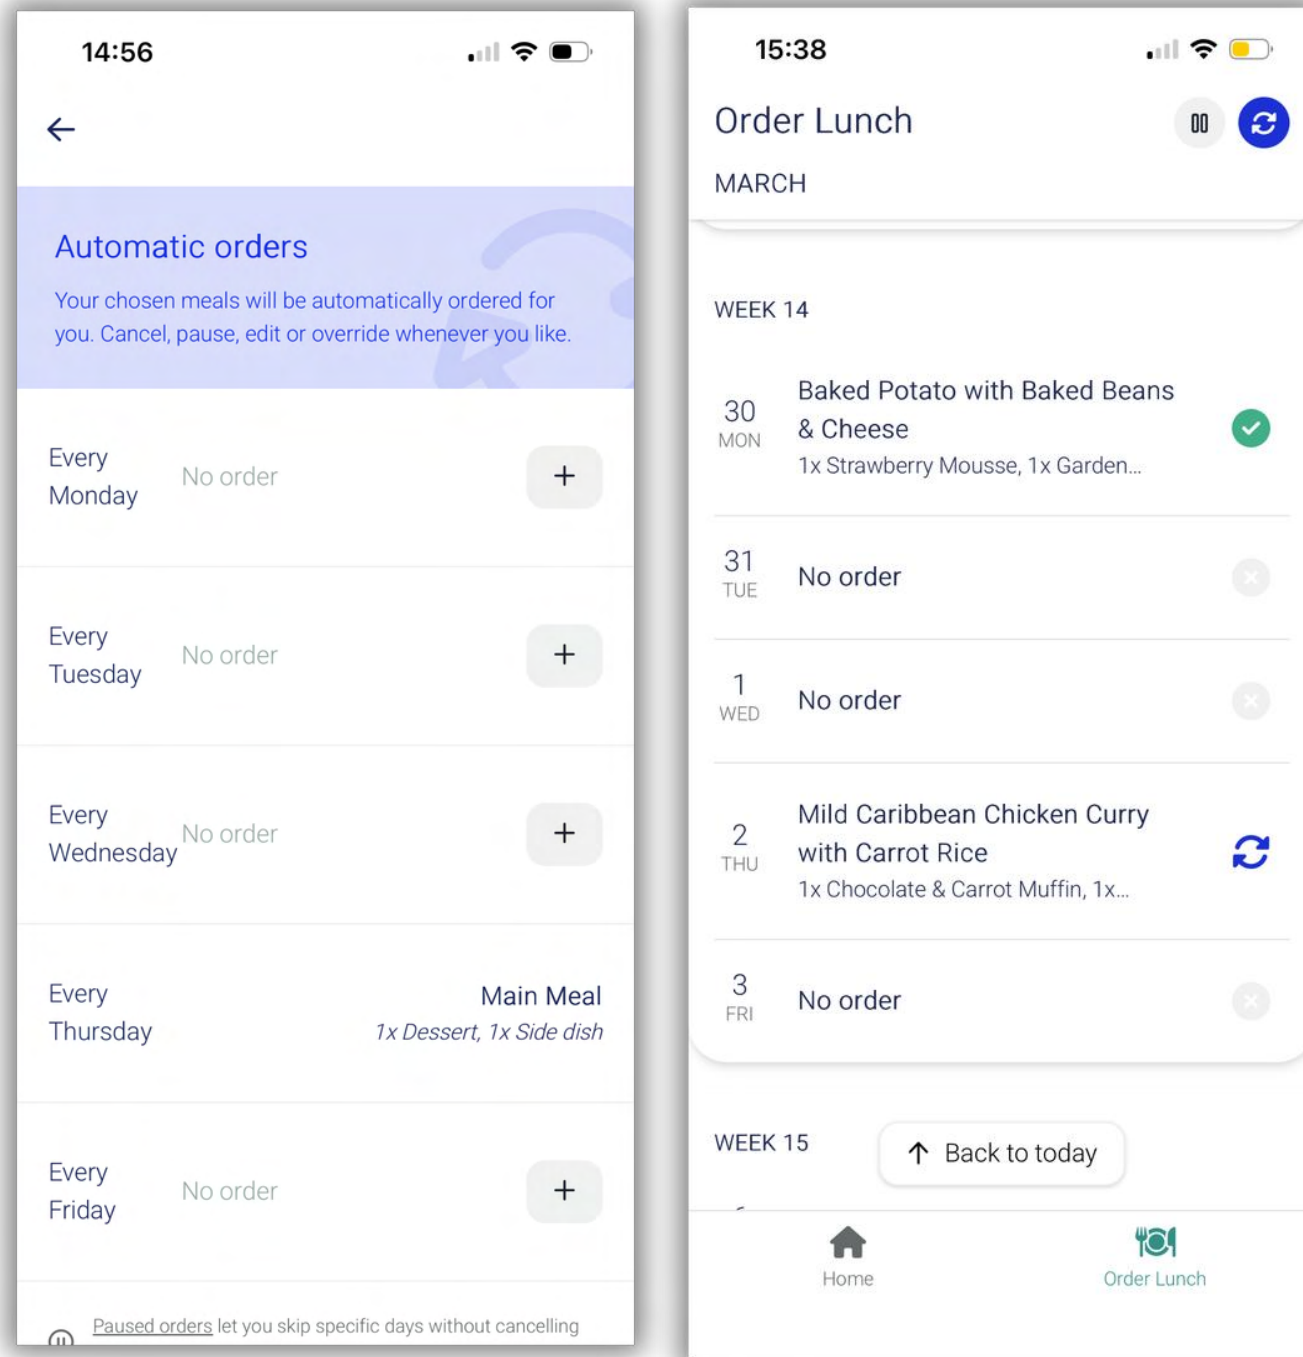 14:56
Automatic orders
Your chosen meals will be automatically ordered for
you. Cancel, pause, edit or override whenever you like.
Every
Monday
No order
+
Every
Tuesday
No order
+
Every
Wednesday
No order
+
Every
Thursday
Main Meal
1x Dessert, 1x Side dish
Every
Friday
No order
+
Paused orders let you skip specific days without cancelling
15:38
Order Lunch
MARCH
WEEK 14
30
MON
Baked Potato with Baked Beans
& Cheese
1x Strawberry Mousse, 1x Garden...
31
TUE
No order
1
WED
No order
2
THU
Mild Caribbean Chicken Curry
with Carrot Rice
1x Chocolate & Carrot Muffin, 1x...
3
FRI
No order
WEEK 15
Back to today
Home
Order Lunch